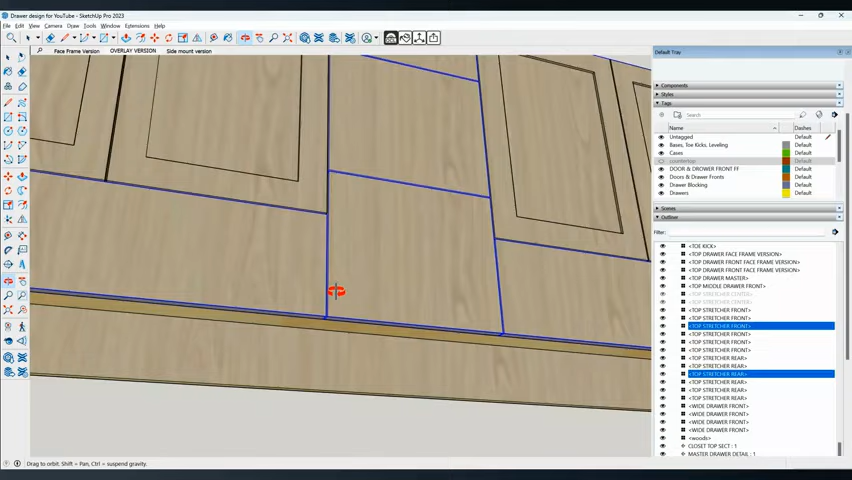 Drawer design for YouTube - SketchUp Pro 2023
File Edit View Camera Draw Tools Window Extensions Help
Face Frame Version OVERLAY VERSION Side mount version
Default Tray
Components
Styles
Tags
Search
Name Dashes
Untagged Default
Bases, Toe Kicks, Leveling Default
Cases Default
countertop Default
DOOR & DROWER FRONT FF Default
Doors & Drawer Fronts Default
Drawer Blocking Default
Drawers Default
Scenes
Outliner
Filter:
<TOE KICK>
<TOP DRAWER FACE FRAME VERSION>
<TOP DRAWER FRONT FACE FRAME VERSION>
<TOP DRAWER FRONT FACE FRAME VERSION>
<TOP DRAWER MASTER>
<TOP MIDDLE DRAWER FRONT>
<TOP STRETCHER CENTER>
<TOP STRETCHER CENTER>
<TOP STRETCHER FRONT>
<TOP STRETCHER FRONT>
<TOP STRETCHER FRONT>
<TOP STRETCHER FRONT>
<TOP STRETCHER FRONT>
<TOP STRETCHER FRONT>
<TOP STRETCHER REAR>
<TOP STRETCHER REAR>
<TOP STRETCHER REAR>
<TOP STRETCHER REAR>
<TOP STRETCHER REAR>
<TOP STRETCHER REAR>
<WIDE DRAWER FRONT>
<WIDE DRAWER FRONT>
<WIDE DRAWER FRONT>
<WIDE DRAWER FRONT>
<woods>
CLOSET TOP SECT : 1
MASTER DRAWER DETAIL : 1
Drag to orbit. Shift = Pan, Ctrl = suspend gravity.